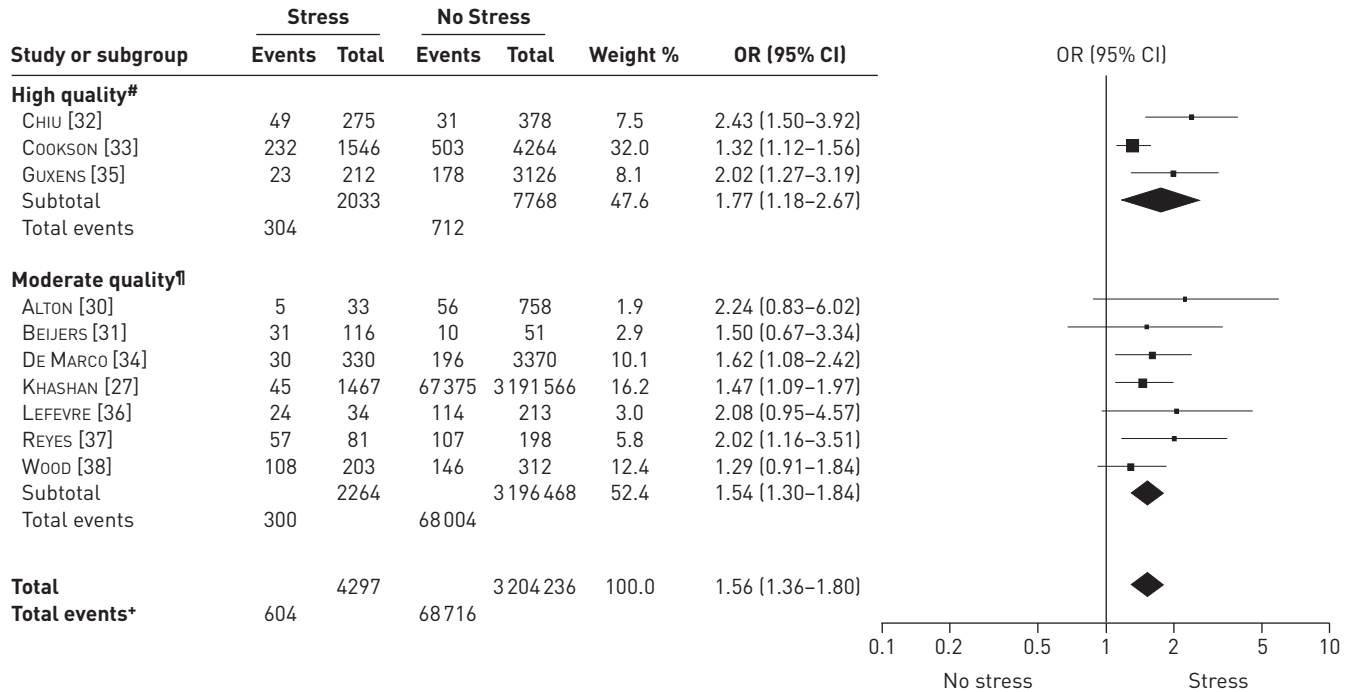 Stress No Stress
Study or subgroup Events Total Events Total Weight % OR (95% CI) OR (95% CI)
High quality#
CHIU [32] 49 275 31 378 7.5 2.43 (1.50–3.92)
COOKSON [33] 232 1546 503 4264 32.0 1.32 (1.12–1.56)
GUXENS [35] 23 212 178 3126 8.1 2.02 (1.27–3.19)
Subtotal 2033 7768 47.6 1.77 (1.18–2.67)
Total events 304 712
Moderate quality¶
ALTON [30] 5 33 56 758 1.9 2.24 (0.83–6.02)
BEIJERS [31] 31 116 10 51 2.9 1.50 (0.67–3.34)
DE MARCO [34] 30 330 196 3370 10.1 1.62 (1.08–2.42)
KHASHAN [27] 45 1467 67375 3191566 16.2 1.47 (1.09–1.97)
LEFEVRE [36] 24 34 114 213 3.0 2.08 (0.95–4.57)
REYES [37] 57 81 107 198 5.8 2.02 (1.16–3.51)
WOOD [38] 108 203 146 312 12.4 1.29 (0.91–1.84)
Subtotal 2264 3196468 52.4 1.54 (1.30–1.84)
Total events 300 68004
Total 4297 3204236 100.0 1.56 (1.36–1.80)
Total events+ 604 68716
0.1 0.2 0.5 1 2 5 10
No stress Stress